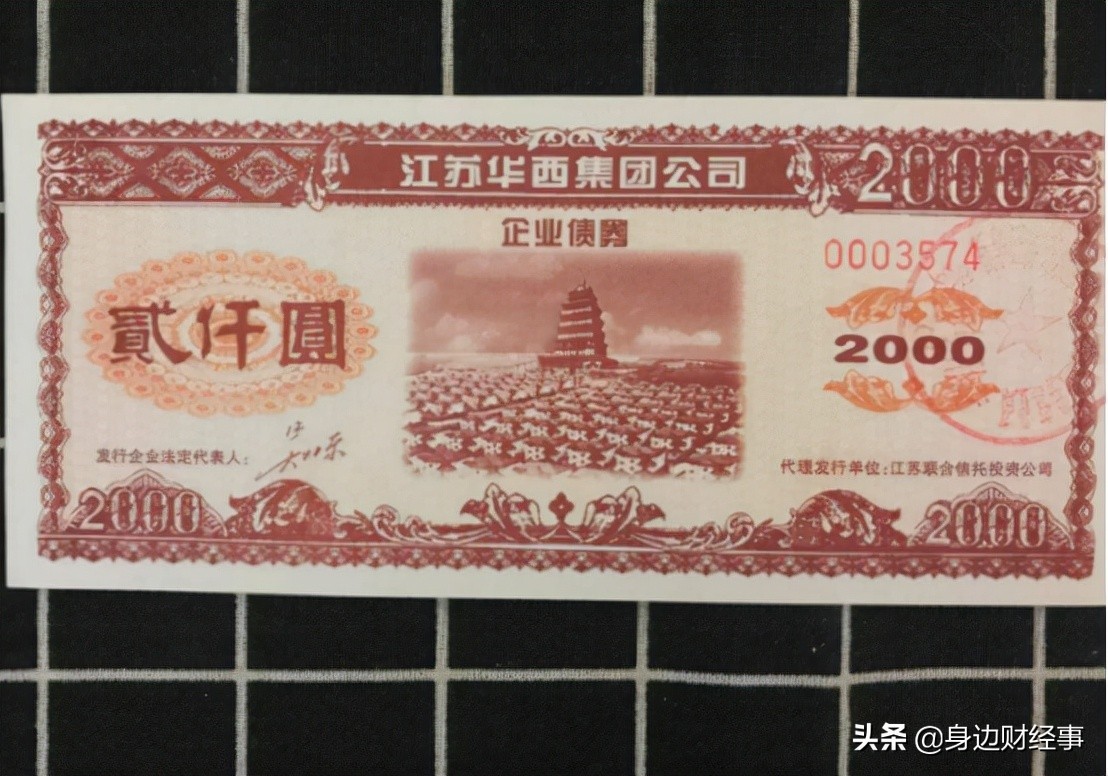 江苏华西集团公司
2000
企业债券
0003574
貳仟圓
2000
发行企业法定代表人：
代理发行单位：江苏联合信托投资公司
2000
2000
头条 @身边财经事